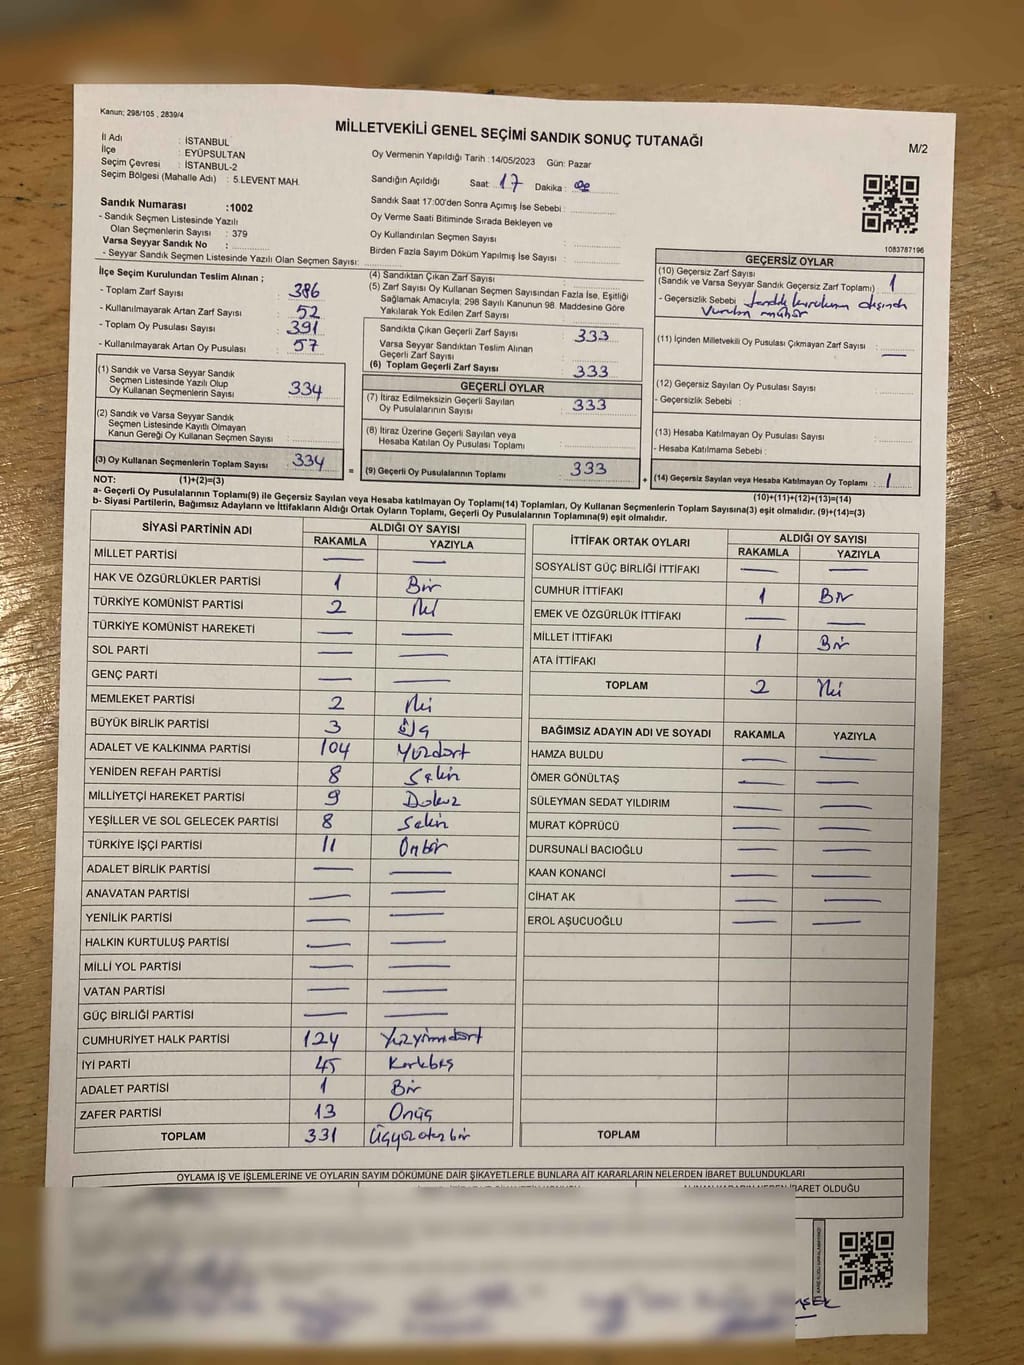 Kanun; 298/105 , 2839/4
MİLLETVEKİLİ GENEL SEÇİMİ SANDIK SONUÇ TUTANAĞI
M/2
İl Adı : İSTANBUL
İlçe : EYÜPSULTAN
Seçim Çevresi : İSTANBUL-2
Seçim Bölgesi (Mahalle Adı) : 5.LEVENT MAH.
Oy Vermenin Yapıldığı Tarih :14/05/2023 Gün: Pazar
Sandığın Açıldığı Saat: 17 Dakika: 00
Sandık Saat 17:00'den Sonra Açımış İse Sebebi:
Oy Verme Saati Bitiminde Sırada Bekleyen ve
Oy Kullandırılan Seçmen Sayısı :
Birden Fazla Sayım Döküm Yapılmış İse Sayısı :
Sandık Numarası :1002
- Sandık Seçmen Listesinde Yazılı
Olan Seçmenlerin Sayısı : 379
Varsa Seyyar Sandık No :
- Seyyar Sandık Seçmen Listesinde Yazılı Olan Seçmen Sayısı:
1083787196
İlçe Seçim Kurulundan Teslim Alınan ;
- Toplam Zarf Sayısı : 386
- Kullanılmayarak Artan Zarf Sayısı : 52
- Toplam Oy Pusulası Sayısı : 391
- Kullanılmayarak Artan Oy Pusulası : 57
(1) Sandık ve Varsa Seyyar Sandık
Seçmen Listesinde Yazılı Olup
Oy Kullanan Seçmenlerin Sayısı : 334
(2) Sandık ve Varsa Seyyar Sandık
Seçmen Listesinde Kayıtlı Olmayan
Kanun Gereği Oy Kullanan Seçmen Sayısı :
(3) Oy Kullanan Seçmenlerin Toplam Sayısı : 334
(4) Sandıktan Çıkan Zarf Sayısı :
(5) Zarf Sayısı Oy Kullanan Seçmen Sayısından Fazla İse, Eşitliği
Sağlamak Amacıyla; 298 Sayılı Kanunun 98. Maddesine Göre
Yakılarak Yok Edilen Zarf Sayısı :
Sandıkta Çıkan Geçerli Zarf Sayısı : 333
Varsa Seyyar Sandıktan Teslim Alınan
Geçerli Zarf Sayısı :
(6) Toplam Geçerli Zarf Sayısı : 333
GEÇERLİ OYLAR
(7) İtiraz Edilmeksizin Geçerli Sayılan
Oy Pusulalarının Sayısı : 333
(8) İtiraz Üzerine Geçerli Sayılan veya
Hesaba Katılan Oy Pusulası Toplamı :
= (9) Geçerli Oy Pusulalarının Toplamı : 333
GEÇERSİZ OYLAR
(10) Geçersiz Zarf Sayısı
(Sandık ve Varsa Seyyar Sandık Geçersiz Zarf Toplamı) : 1
- Geçersizlik Sebebi : Sandık kurulunun dışında
Vurulan mühür
(11) İçinden Milletvekili Oy Pusulası Çıkmayan Zarf Sayısı : —
(12) Geçersiz Sayılan Oy Pusulası Sayısı :
- Geçersizlik Sebebi :
(13) Hesaba Katılmayan Oy Pusulası Sayısı :
- Hesaba Katılmama Sebebi :
+ (14) Geçersiz Sayılan veya Hesaba Katılmayan Oy Toplamı : 1
NOT: (1)+(2)=(3)
(10)+(11)+(12)+(13)=(14)
a- Geçerli Oy Pusulalarının Toplamı(9) ile Geçersiz Sayılan veya Hesaba katılmayan Oy Toplamı(14) Toplamları, Oy Kullanan Seçmenlerin Toplam Sayısına(3) eşit olmalıdır. (9)+(14)=(3)
b- Siyasi Partilerin, Bağımsız Adayların ve İttifakların Aldığı Ortak Oyların Toplamı, Geçerli Oy Pusulalarının Toplamına(9) eşit olmalıdır.
SİYASİ PARTİNİN ADI ALDIĞI OY SAYISI
RAKAMLA YAZIYLA
MİLLET PARTİSİ — —
HAK VE ÖZGÜRLÜKLER PARTİSİ 1 Bir
TÜRKİYE KOMÜNİST PARTİSİ 2 İki
TÜRKİYE KOMÜNİST HAREKETİ — —
SOL PARTİ — —
GENÇ PARTİ — —
MEMLEKET PARTİSİ 2 İki
BÜYÜK BİRLİK PARTİSİ 3 Üç
ADALET VE KALKINMA PARTİSİ 104 Yüzdört
YENİDEN REFAH PARTİSİ 8 Sekiz
MİLLİYETÇİ HAREKET PARTİSİ 9 Dokuz
YEŞİLLER VE SOL GELECEK PARTİSİ 8 Sekiz
TÜRKİYE İŞÇİ PARTİSİ 11 Onbir
ADALET BİRLİK PARTİSİ — —
ANAVATAN PARTİSİ — —
YENİLİK PARTİSİ — —
HALKIN KURTULUŞ PARTİSİ — —
MİLLİ YOL PARTİSİ — —
VATAN PARTİSİ — —
GÜÇ BİRLİĞİ PARTİSİ — —
CUMHURİYET HALK PARTİSİ 124 Yüzyirmidört
İYİ PARTİ 45 Kırkbeş
ADALET PARTİSİ 1 Bir
ZAFER PARTİSİ 13 Onüç
TOPLAM 331 Üçyüzotuzbir
İTTİFAK ORTAK OYLARI ALDIĞI OY SAYISI
RAKAMLA YAZIYLA
SOSYALİST GÜÇ BİRLİĞİ İTTİFAKI — —
CUMHUR İTTİFAKI 1 Bir
EMEK VE ÖZGÜRLÜK İTTİFAKI — —
MİLLET İTTİFAKI 1 Bir
ATA İTTİFAKI
TOPLAM 2 İki
BAĞIMSIZ ADAYIN ADI VE SOYADI RAKAMLA YAZIYLA
HAMZA BULDU — —
ÖMER GÖNÜLTAŞ — —
SÜLEYMAN SEDAT YILDIRIM — —
MURAT KÖPRÜCÜ — —
DURSUNALİ BACIOĞLU — —
KAAN KONANCİ — —
CİHAT AK — —
EROL AŞUCUOĞLU — —
TOPLAM
OYLAMA İŞ VE İŞLEMLERİNE VE OYLARIN SAYIM DÖKÜMÜNE DAİR ŞİKAYETLERLE BUNLARA AİT KARARLARIN NELERDEN İBARET BULUNDUKLARI
BARET OLDUĞU